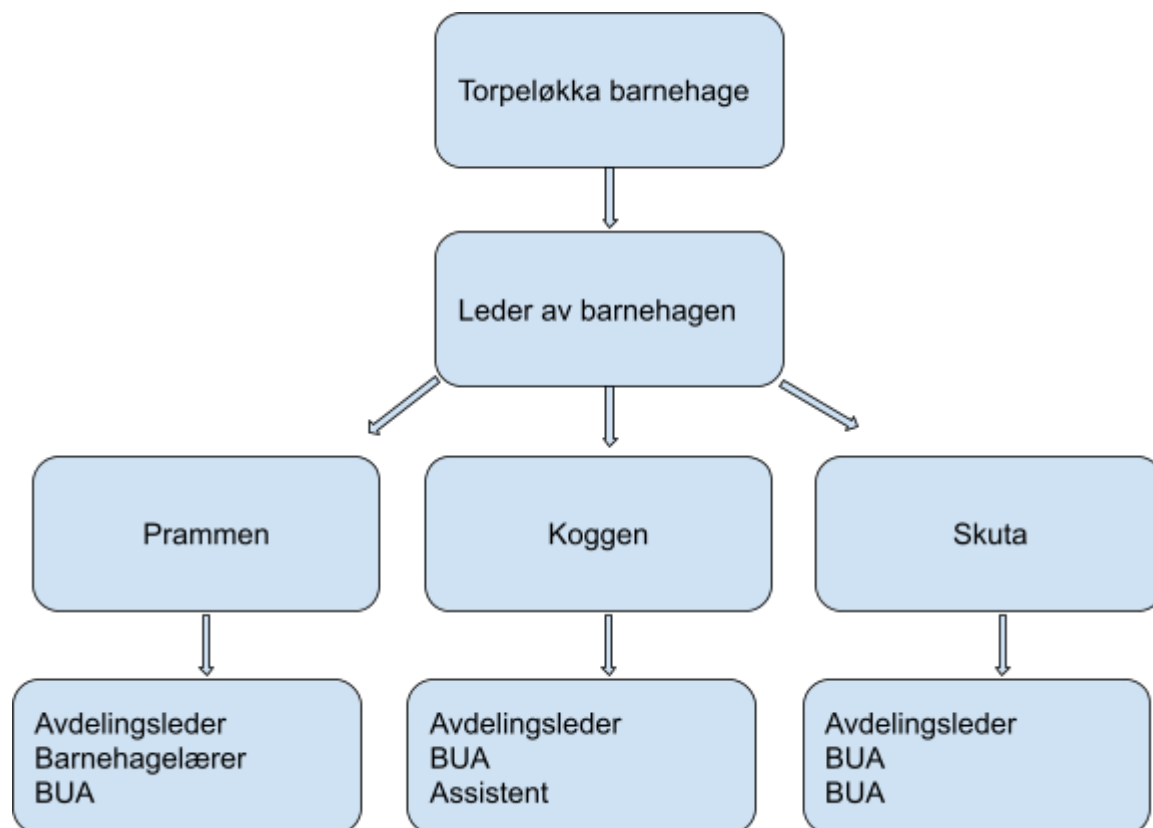 Torpeløkka barnehage
Leder av barnehagen
Prammen
Koggen
Skuta
Avdelingsleder
Barnehagelærer
BUA
Avdelingsleder
BUA
Assistent
Avdelingsleder
BUA
BUA